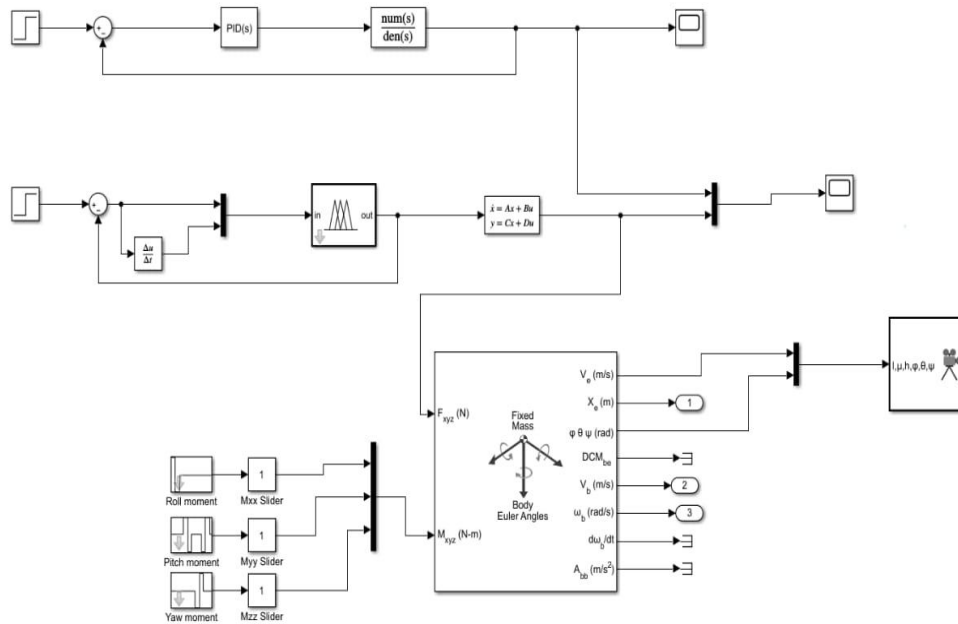 +
−
PID(s)
num(s)
den(s)
+
−
Δu
Δt
in
out
ẋ = Ax + Bu
y = Cx + Du
l,μ,h,φ,θ,ψ
F_xyz (N)
M_xyz (N-m)
Fixed
Mass
Body
Euler Angles
V_e (m/s)
X_e (m)
φ θ ψ (rad)
DCM_be
V_b (m/s)
ω_b (rad/s)
dω_b/dt
A_bb (m/s²)
1
2
3
Roll moment
1
Mxx Slider
Pitch moment
1
Myy Slider
Yaw moment
1
Mzz Slider